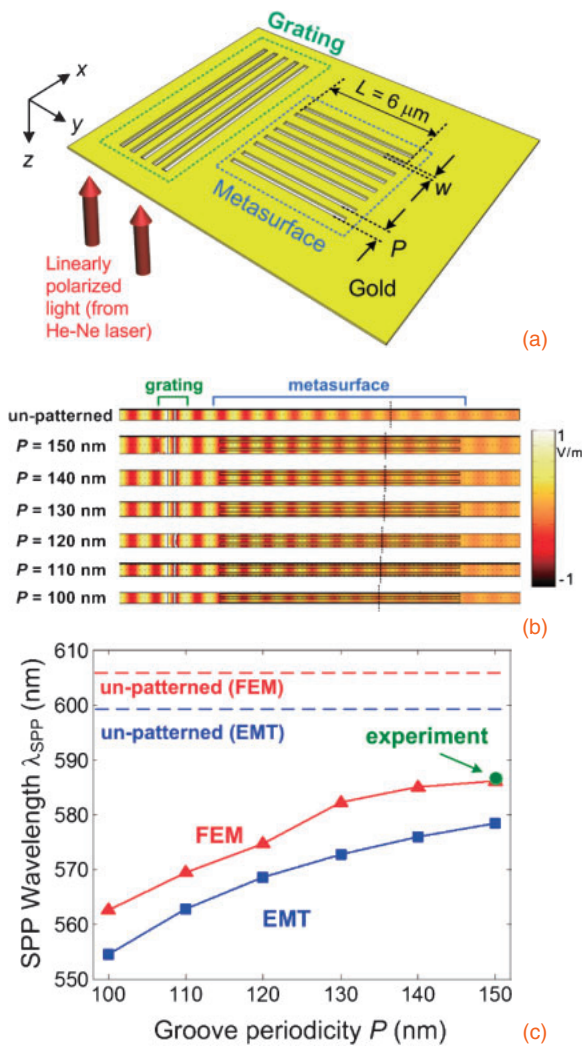 Grating
x
y
z
L = 6 μm
w
P
Metasurface
Gold
Linearly
polarized
light (from
He-Ne laser)
(a)
grating
metasurface
un-patterned
P = 150 nm
P = 140 nm
P = 130 nm
P = 120 nm
P = 110 nm
P = 100 nm
1
V/m
-1
(b)
610
600
590
580
570
560
550
SPP Wavelength λSPP (nm)
un-patterned (FEM)
un-patterned (EMT)
experiment
FEM
EMT
100 110 120 130 140 150
Groove periodicity P (nm)
(c)